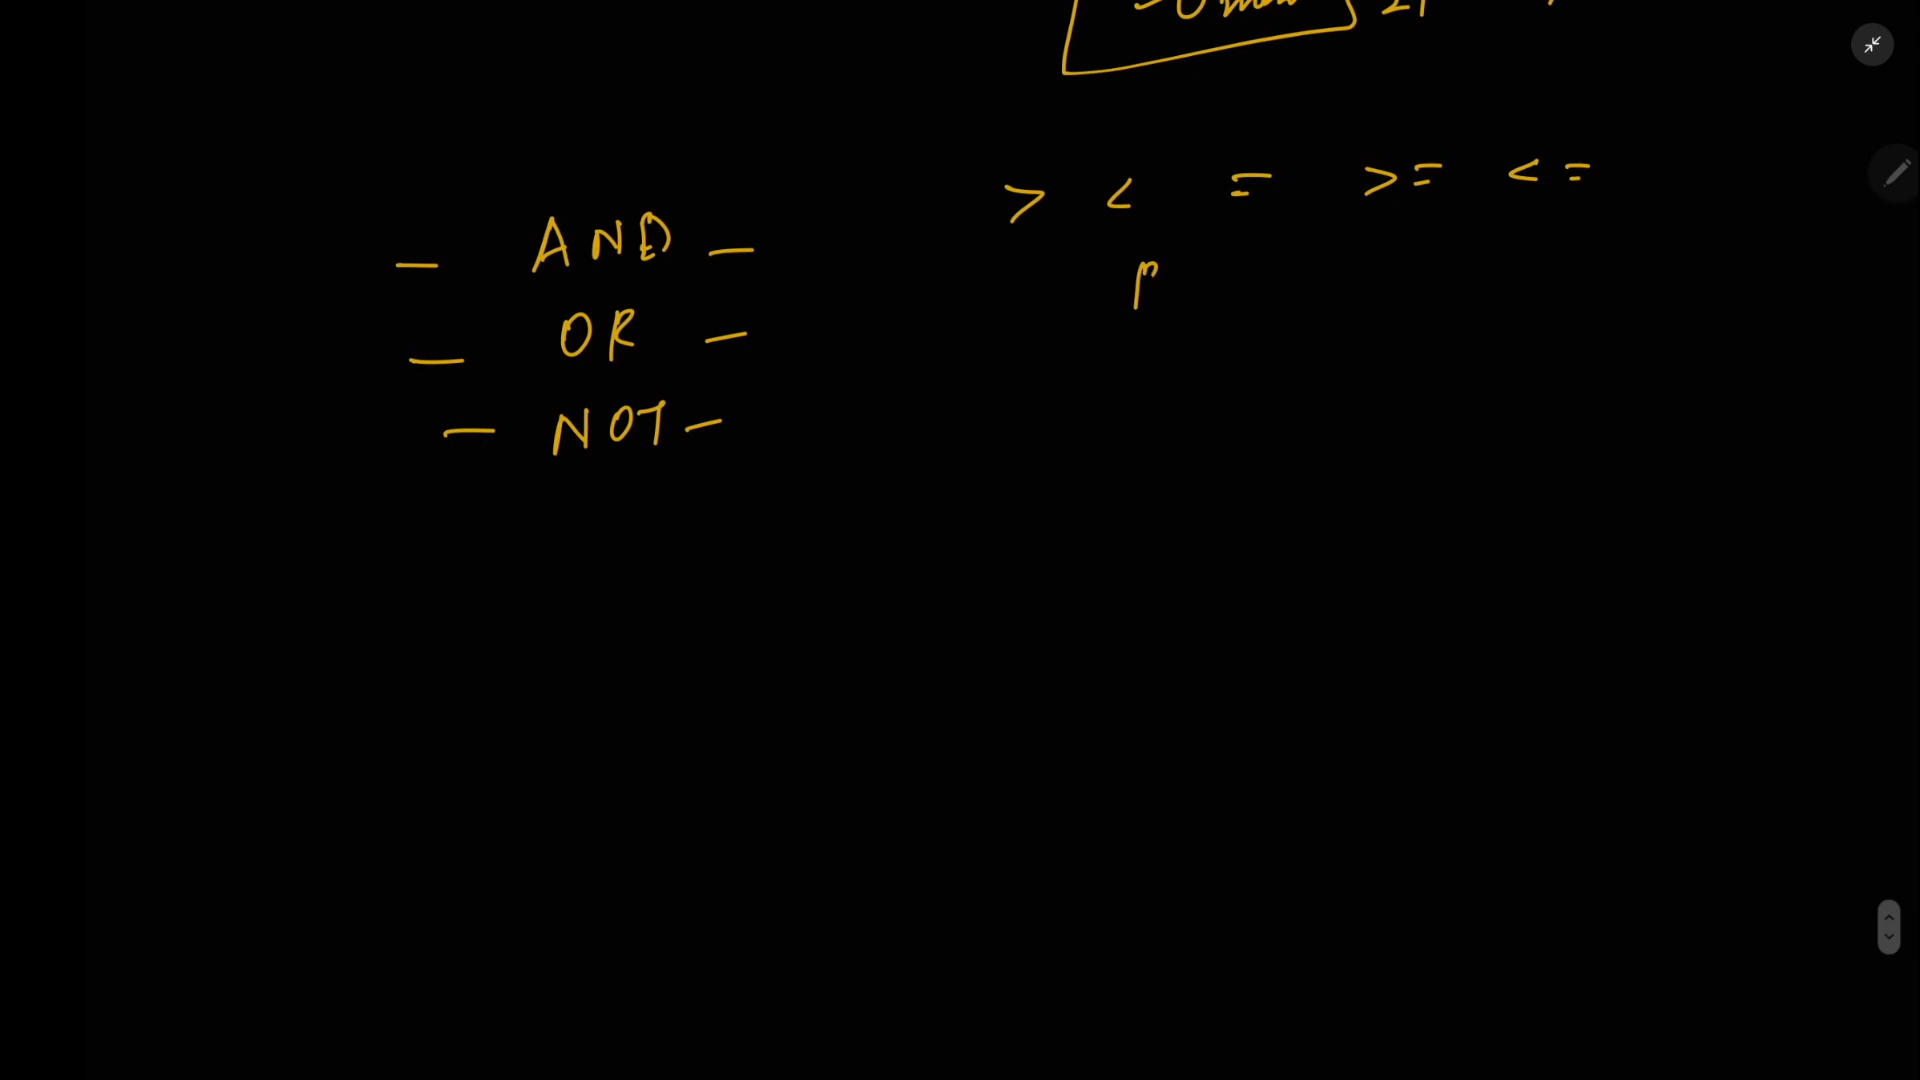 > < = >= <=
— AND —
— OR —
— NOT —